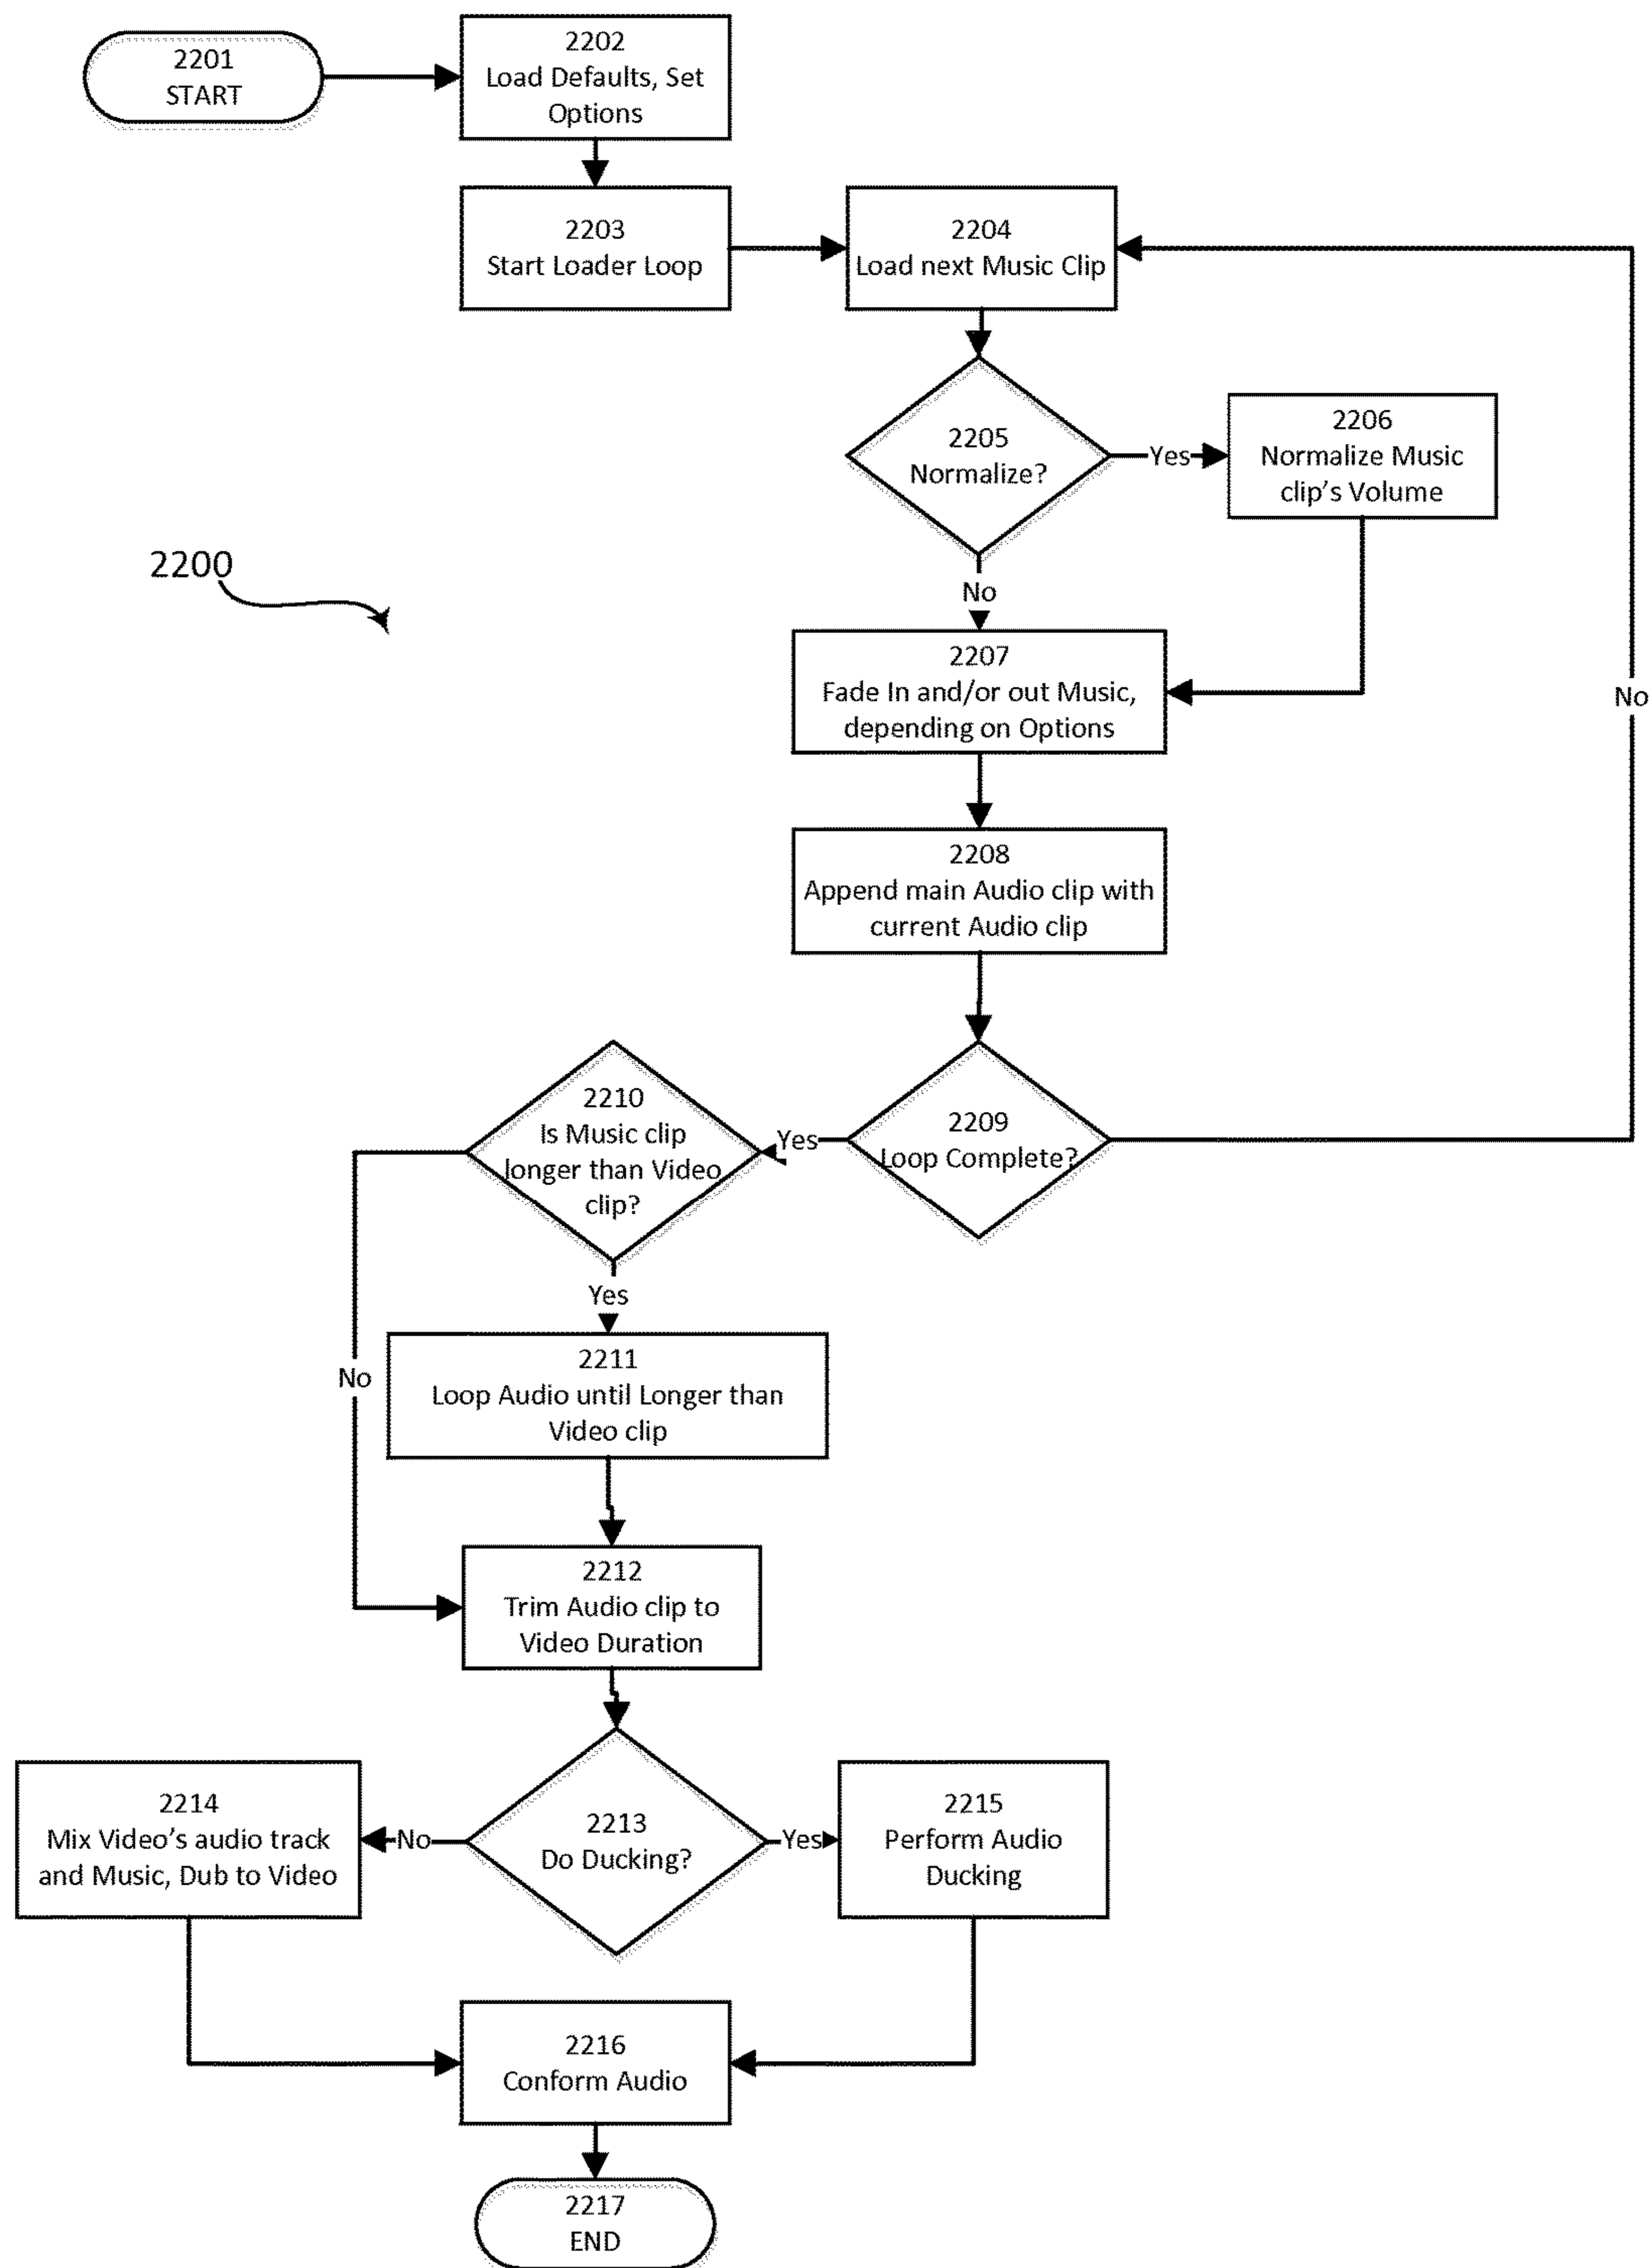 2201
START
2202
Load Defaults, Set
Options
2203
Start Loader Loop
2204
Load next Music Clip
2205
Normalize?
Yes
2206
Normalize Music
clip's Volume
2200
No
2207
Fade In and/or out Music,
depending on Options
No
2208
Append main Audio clip with
current Audio clip
2209
Loop Complete?
Yes
2210
Is Music clip
longer than Video
clip?
Yes
No
2211
Loop Audio until Longer than
Video clip
2212
Trim Audio clip to
Video Duration
2213
Do Ducking?
No
Yes
2214
Mix Video's audio track
and Music, Dub to Video
2215
Perform Audio
Ducking
2216
Conform Audio
2217
END